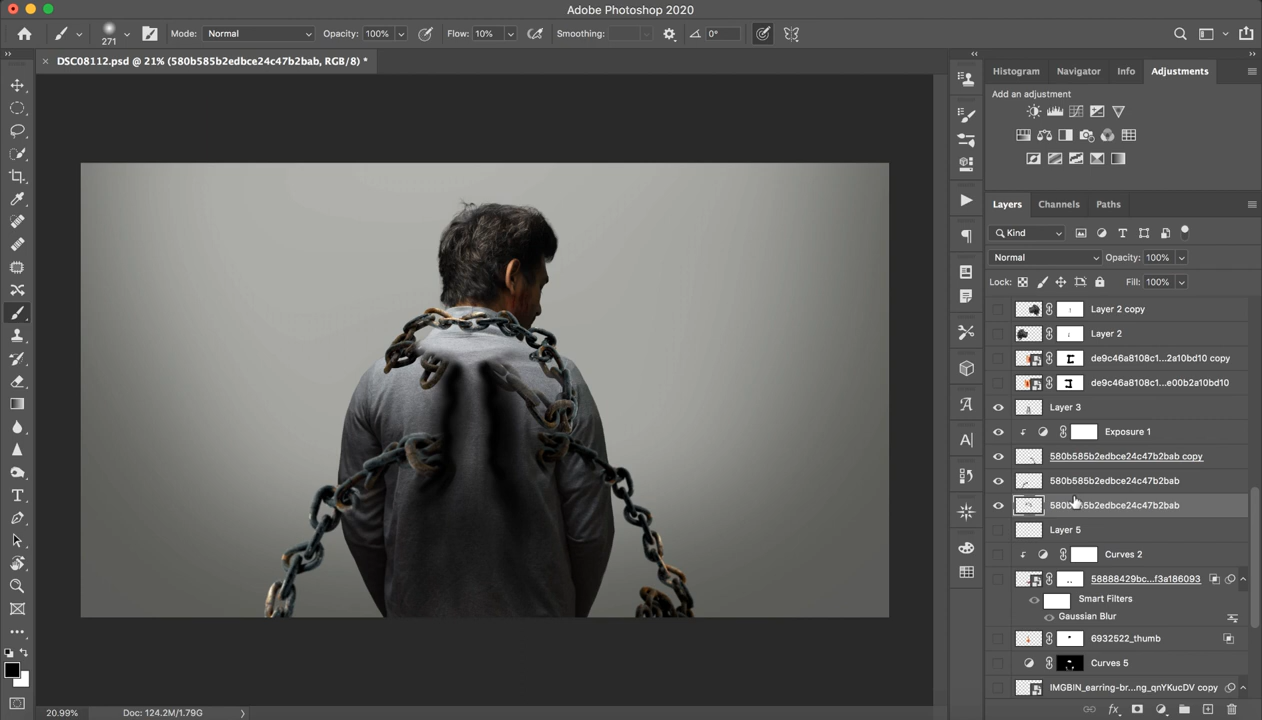 Adobe Photoshop 2020
271
Mode: Normal
Opacity: 100%
Flow: 10%
Smoothing:
0°
× DSC08112.psd @ 21% (580b585b2edbce24c47b2bab, RGB/8) *
Histogram Navigator Info Adjustments
Add an adjustment
Layers Channels Paths
Kind
Normal Opacity: 100%
Lock: Fill: 100%
Layer 2 copy
Layer 2
de9c46a8108c1...2a10bd10 copy
de9c46a8108c1...e00b2a10bd10
Layer 3
Exposure 1
580b585b2edbce24c47b2bab copy
580b585b2edbce24c47b2bab
580b585b2edbce24c47b2bab
Layer 5
Curves 2
58888429bc...f3a186093
Smart Filters
Gaussian Blur
6932522_thumb
Curves 5
IMGBIN_earring-br...ng_qnYKucDV copy
20.99% Doc: 124.2M/1.79G